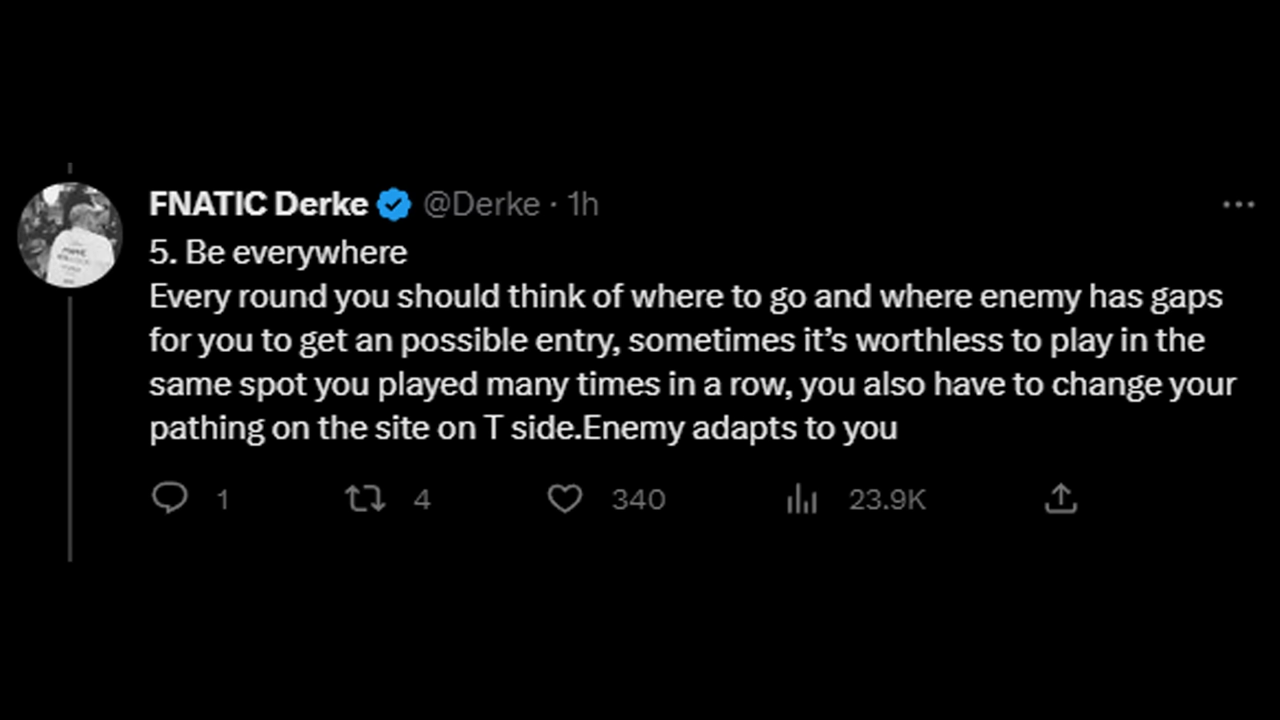 FNATIC Derke @Derke · 1h
5. Be everywhere
Every round you should think of where to go and where enemy has gaps
for you to get an possible entry, sometimes it’s worthless to play in the
same spot you played many times in a row, you also have to change your
pathing on the site on T side.Enemy adapts to you
1 4 340 23.9K